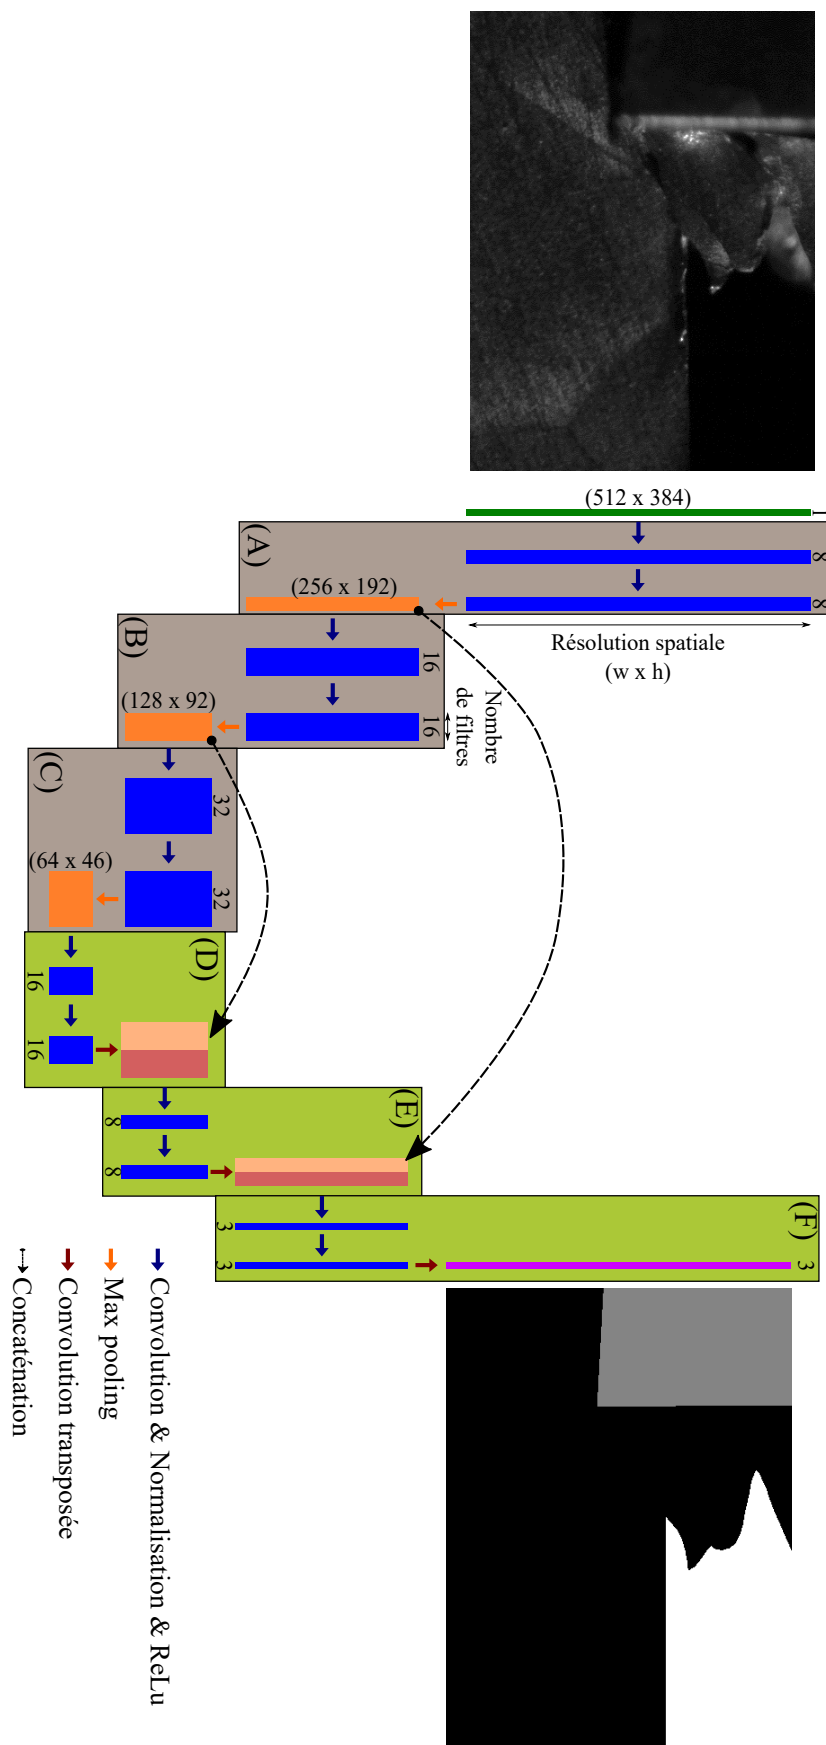 1
(512 x 384)
(A)
8
8
(256 x 192)
Résolution spatiale
(w x h)
(B)
16
16
(128 x 92)
Nombre
de filtres
(C)
32
32
(64 x 46)
(D)
16
16
(E)
8
8
(F)
3
3
3
Convolution & Normalisation & ReLu
Max pooling
Convolution transposée
Concaténation